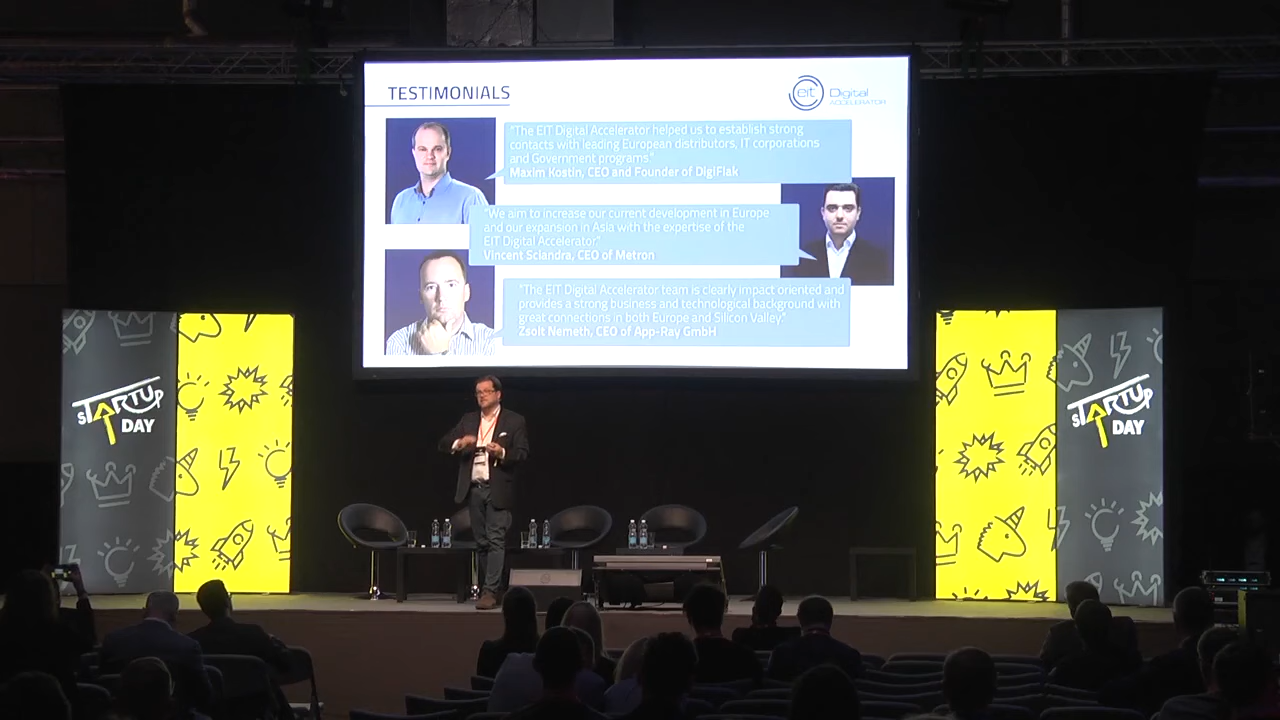 TESTIMONIALS
eit Digital
ACCELERATOR
"The EIT Digital Accelerator helped us to establish strong
contacts with leading European distributors, IT corporations
and Government programs."
Maxim Kostin, CEO and Founder of DigiFlak
"We aim to increase our current development in Europe
and our expansion in Asia with the expertise of the
EIT Digital Accelerator"
Vincent Sciandra, CEO of Metron
"The EIT Digital Accelerator team is clearly impact oriented and
provides a strong business and technological background with
great connections in both Europe and Silicon Valley."
Zsolt Nemeth, CEO of App-Ray GmbH
STARTUP
DAY
STARTUP
DAY